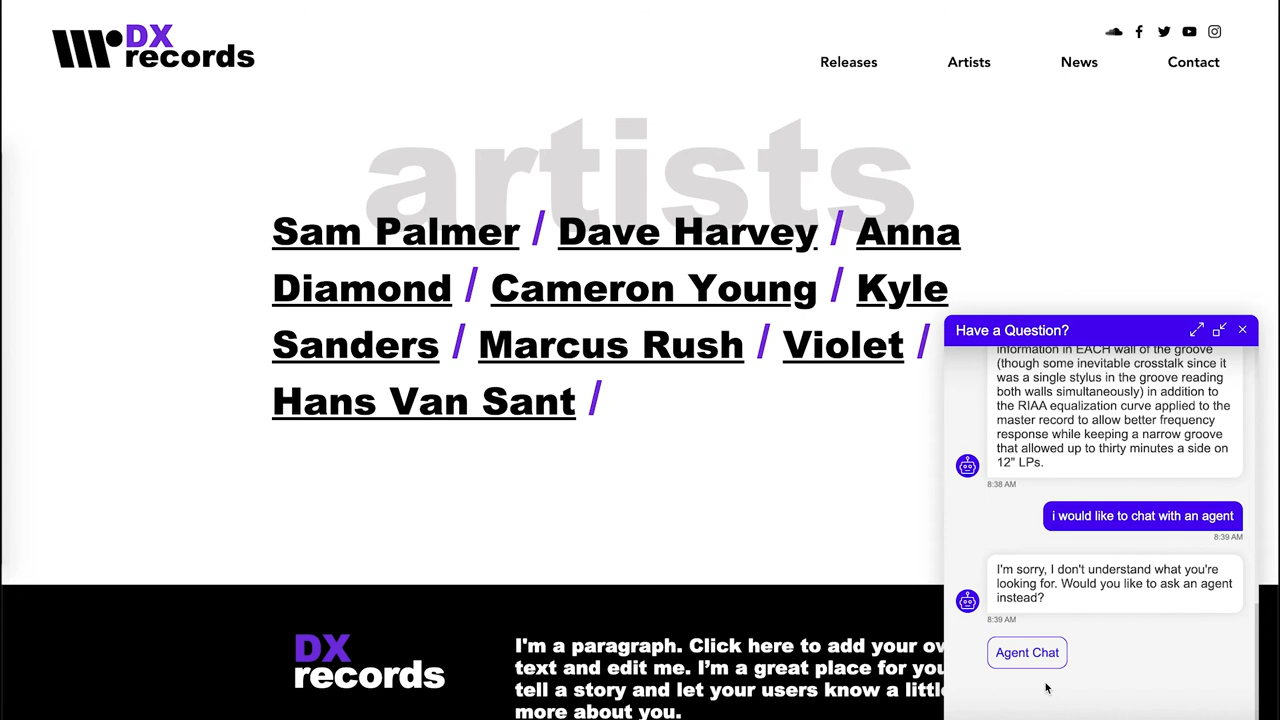 DX
records
Releases
Artists
News
Contact
artists
Sam Palmer / Dave Harvey / Anna
Diamond / Cameron Young / Kyle
Sanders / Marcus Rush / Violet /
Hans Van Sant /
Have a Question?
information in EACH wall of the groove
(though some inevitable crosstalk since it
was a single stylus in the groove reading
both walls simultaneously) in addition to
the RIAA equalization curve applied to the
master record to allow better frequency
response while keeping a narrow groove
that allowed up to thirty minutes a side on
12" LPs.
8:38 AM
i would like to chat with an agent
8:39 AM
I'm sorry, I don't understand what you're
looking for. Would you like to ask an agent
instead?
8:39 AM
Agent Chat
DX
records
I'm a paragraph. Click here to add your ow
text and edit me. I’m a great place for you
tell a story and let your users know a little
more about you.